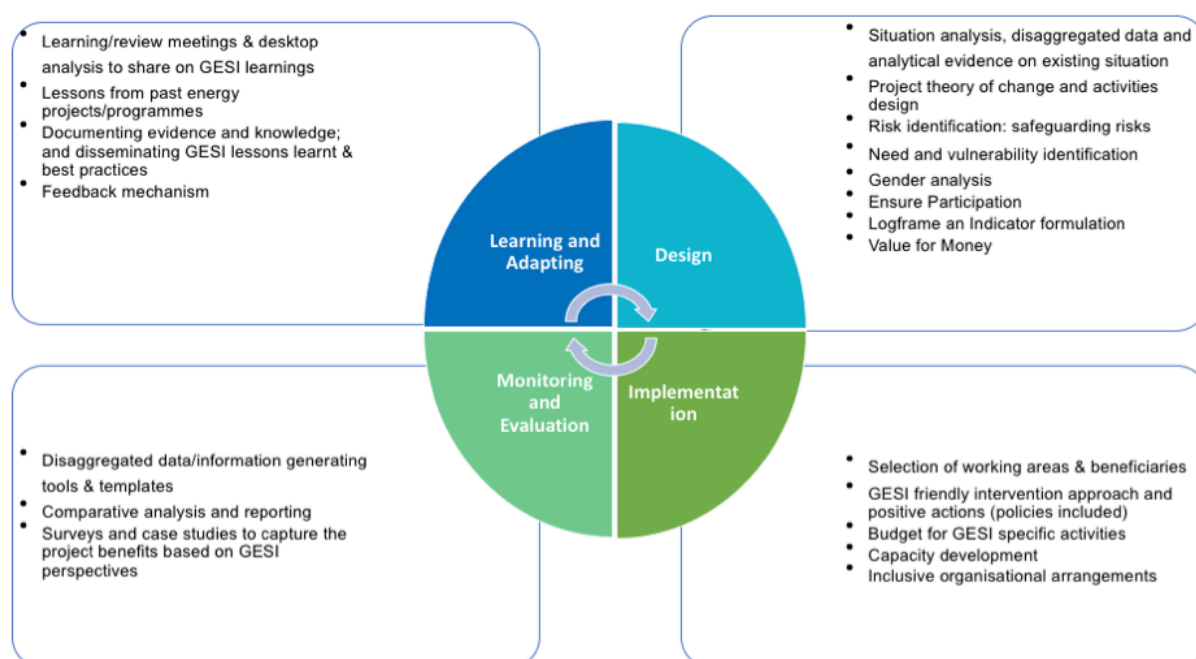 • Learning/review meetings & desktop
analysis to share on GESI learnings
• Lessons from past energy
projects/programmes
• Documenting evidence and knowledge;
and disseminating GESI lessons learnt &
best practices
• Feedback mechanism
• Situation analysis, disaggregated data and
analytical evidence on existing situation
• Project theory of change and activities
design
• Risk identification: safeguarding risks
• Need and vulnerability identification
• Gender analysis
• Ensure Participation
• Logframe an Indicator formulation
• Value for Money
Learning and
Adapting
Design
Monitoring
and
Evaluation
Implementat
ion
• Disaggregated data/information generating
tools & templates
• Comparative analysis and reporting
• Surveys and case studies to capture the
project benefits based on GESI
perspectives
• Selection of working areas & beneficiaries
• GESI friendly intervention approach and
positive actions (policies included)
• Budget for GESI specific activities
• Capacity development
• Inclusive organisational arrangements